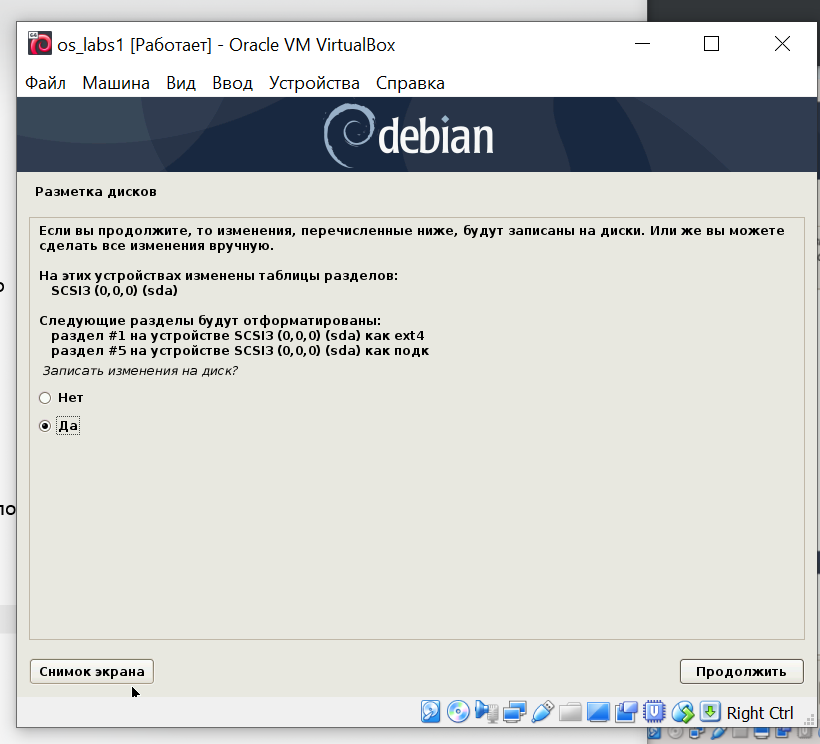 os_labs1 [Работает] - Oracle VM VirtualBox
Файл Машина Вид Ввод Устройства Справка
debian
Разметка дисков
Если вы продолжите, то изменения, перечисленные ниже, будут записаны на диски. Или же вы можете
сделать все изменения вручную.
На этих устройствах изменены таблицы разделов:
SCSI3 (0,0,0) (sda)
Следующие разделы будут отформатированы:
раздел #1 на устройстве SCSI3 (0,0,0) (sda) как ext4
раздел #5 на устройстве SCSI3 (0,0,0) (sda) как подк
Записать изменения на диск?
Нет
Да
Снимок экрана Продолжить
Right Ctrl